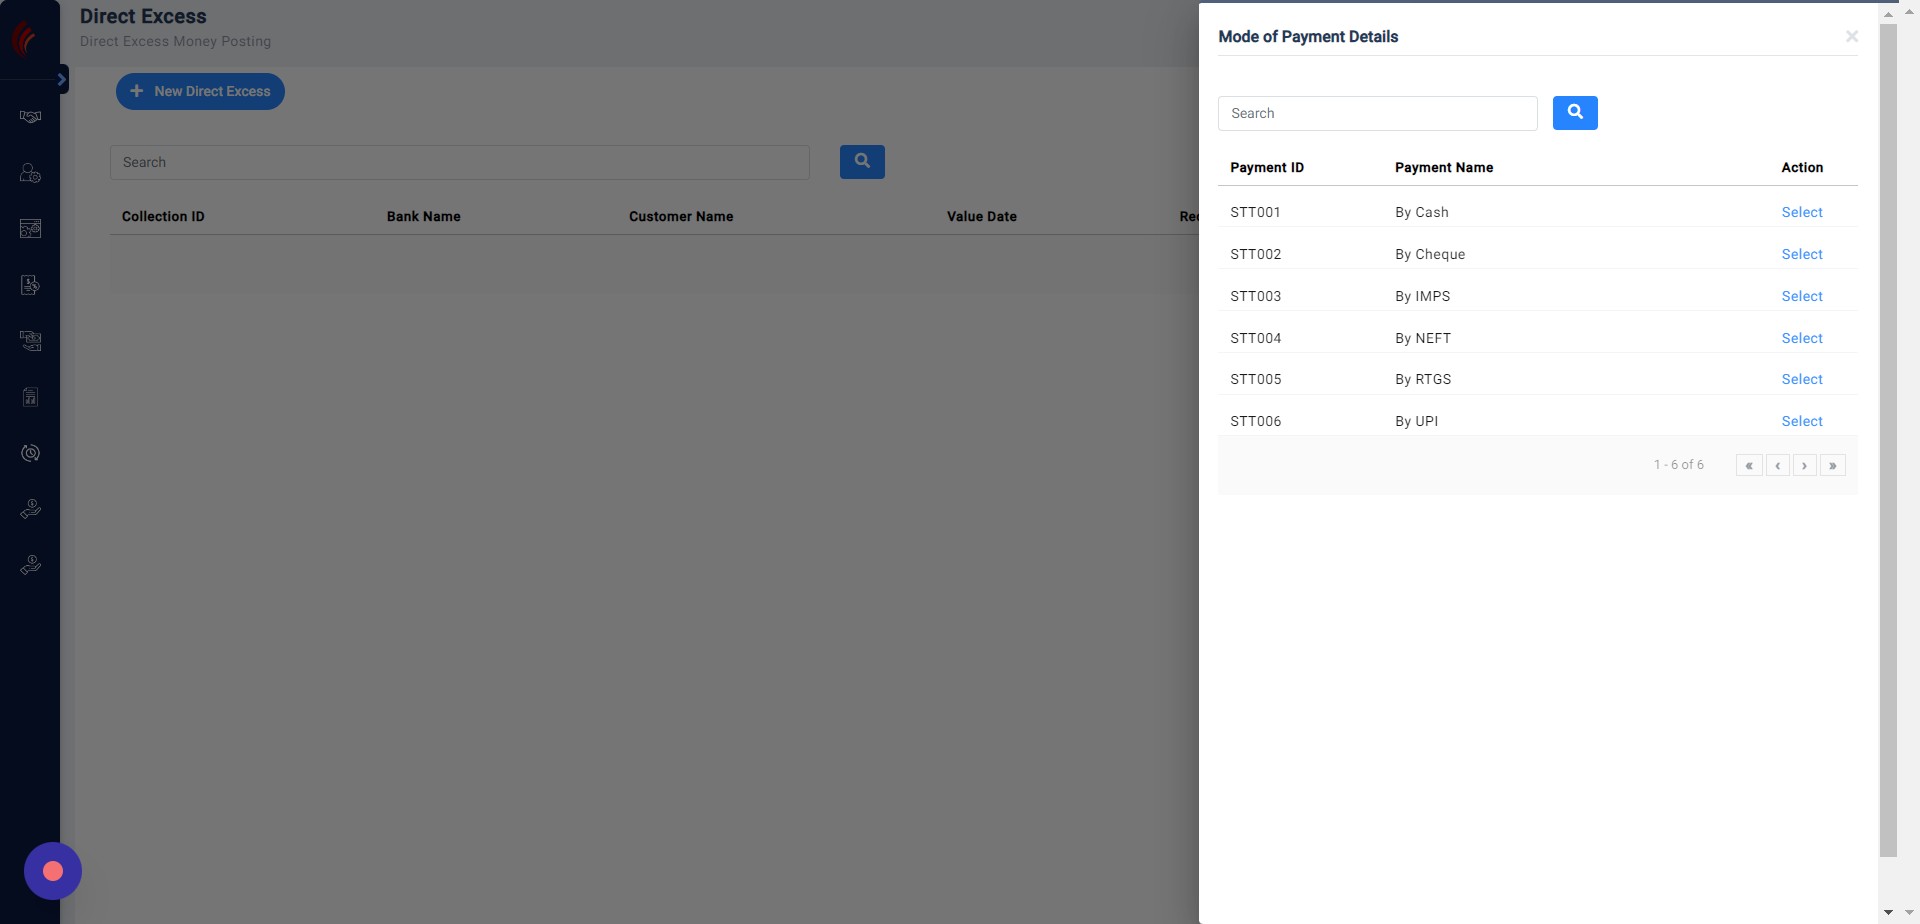 Direct Excess
Direct Excess Money Posting
New Direct Excess
Search
Collection ID Bank Name Customer Name Value Date
Mode of Payment Details
Search
Payment ID Payment Name Action
STT001 By Cash Select
STT002 By Cheque Select
STT003 By IMPS Select
STT004 By NEFT Select
STT005 By RTGS Select
STT006 By UPI Select
1 - 6 of 6 « ‹ › »